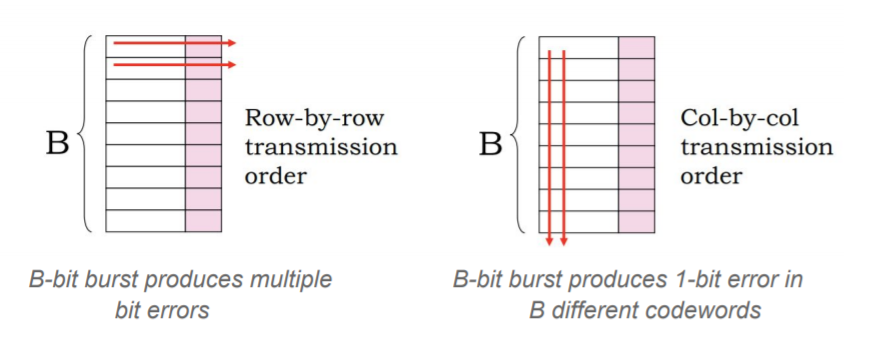 B
Row-by-row
transmission
order
B-bit burst produces multiple
bit errors
B
Col-by-col
transmission
order
B-bit burst produces 1-bit error in
B different codewords